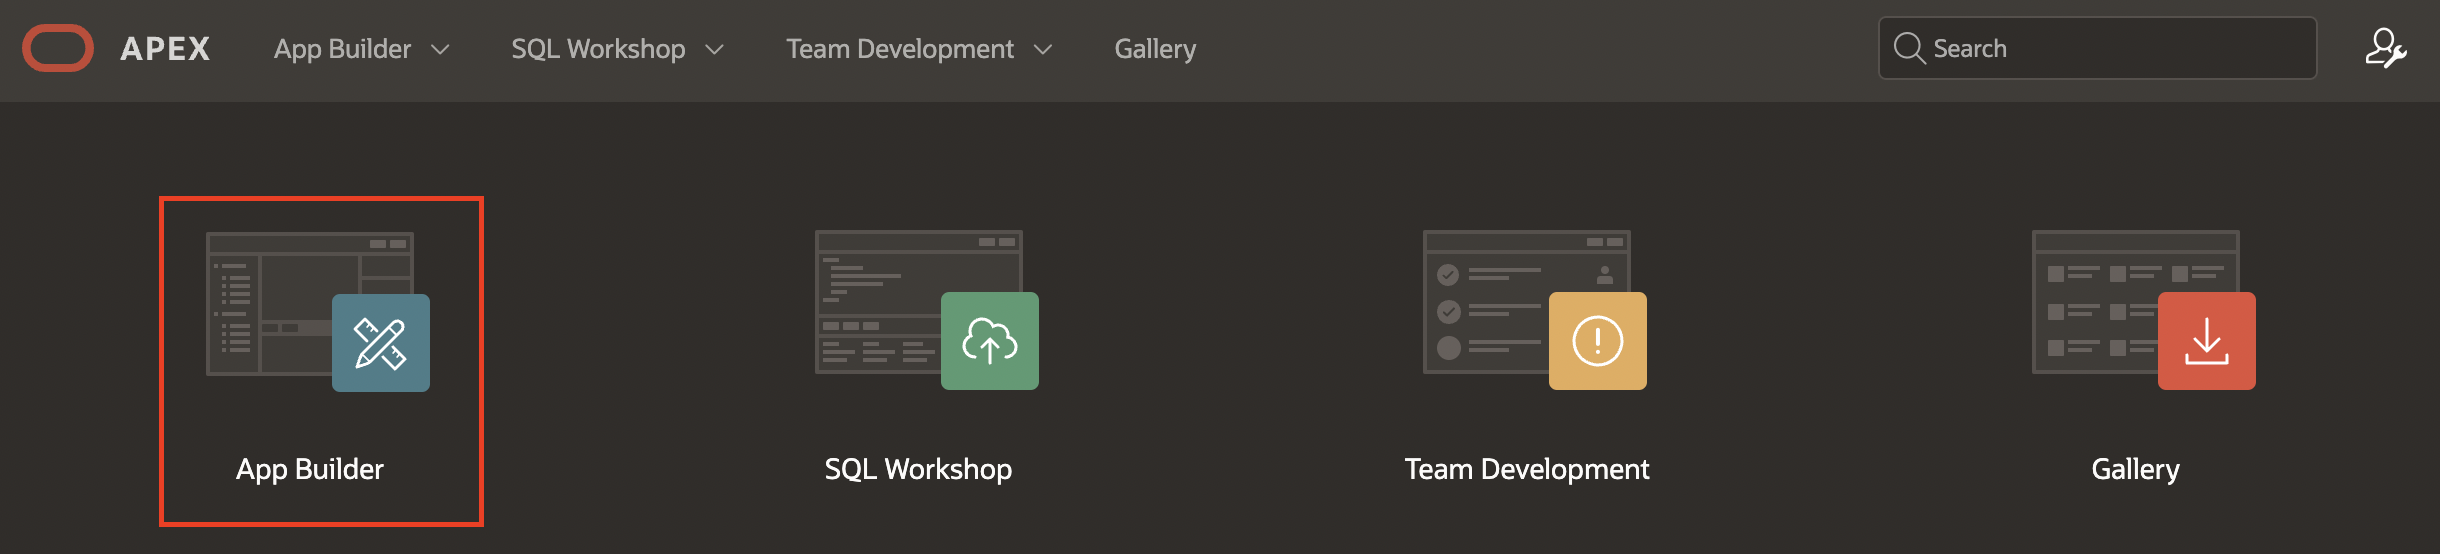 APEX App Builder SQL Workshop Team Development Gallery Search
App Builder SQL Workshop Team Development Gallery